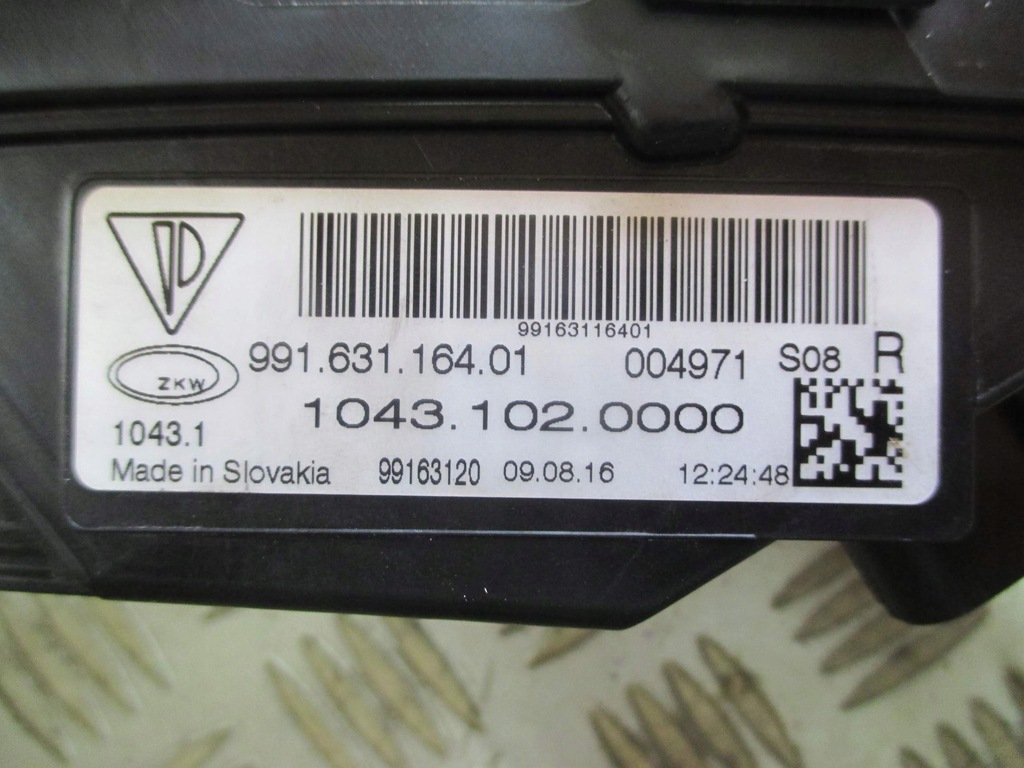 99163116401
991.631.164.01 004971 S08 R
ZKW
1043.102.0000
1043.1
Made in Slovakia 99163120 09.08.16 12:24:48